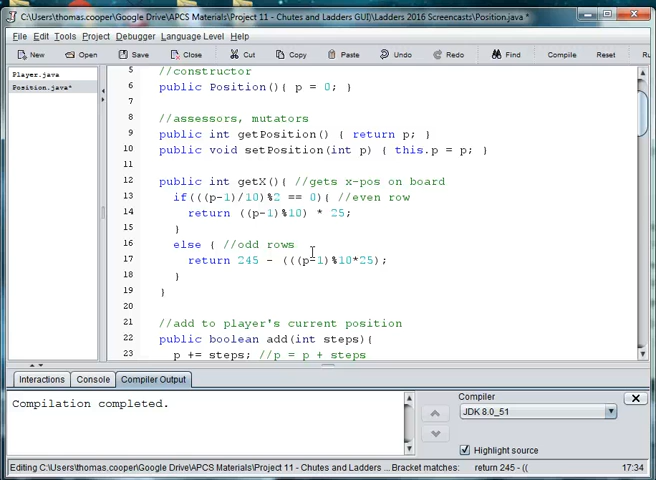 C:\Users\thomas.cooper\Google Drive\APCS Materials\Project 11 - Chutes and Ladders GUI\Ladders 2016 Screencasts\Position.java *
File Edit Tools Project Debugger Language Level Help
New Open Save Close Cut Copy Paste Undo Redo Find Compile Reset Ru
Player.java
Position.java*
5 //constructor
6 public Position(){ p = 0; }
7
8 //assessors, mutators
9 public int getPosition() { return p; }
10 public void setPosition(int p) { this.p = p; }
11
12 public int getX(){ //gets x-pos on board
13 if(((p-1)/10)%2 == 0){ //even row
14 return ((p-1)%10) * 25;
15 }
16 else { //odd rows
17 return 245 - (((p-1)%10*25);
18 }
19 }
20
21 //add to player's current position
22 public boolean add(int steps){
23 p += steps; //p = p + steps
Interactions Console Compiler Output
Compilation completed.
Compiler
JDK 8.0_51
Highlight source
Editing C:\Users\thomas.cooper\Google Drive\APCS Materials\Project 11 - Chutes and Ladders ... Bracket matches: return 245 - (( 17:34